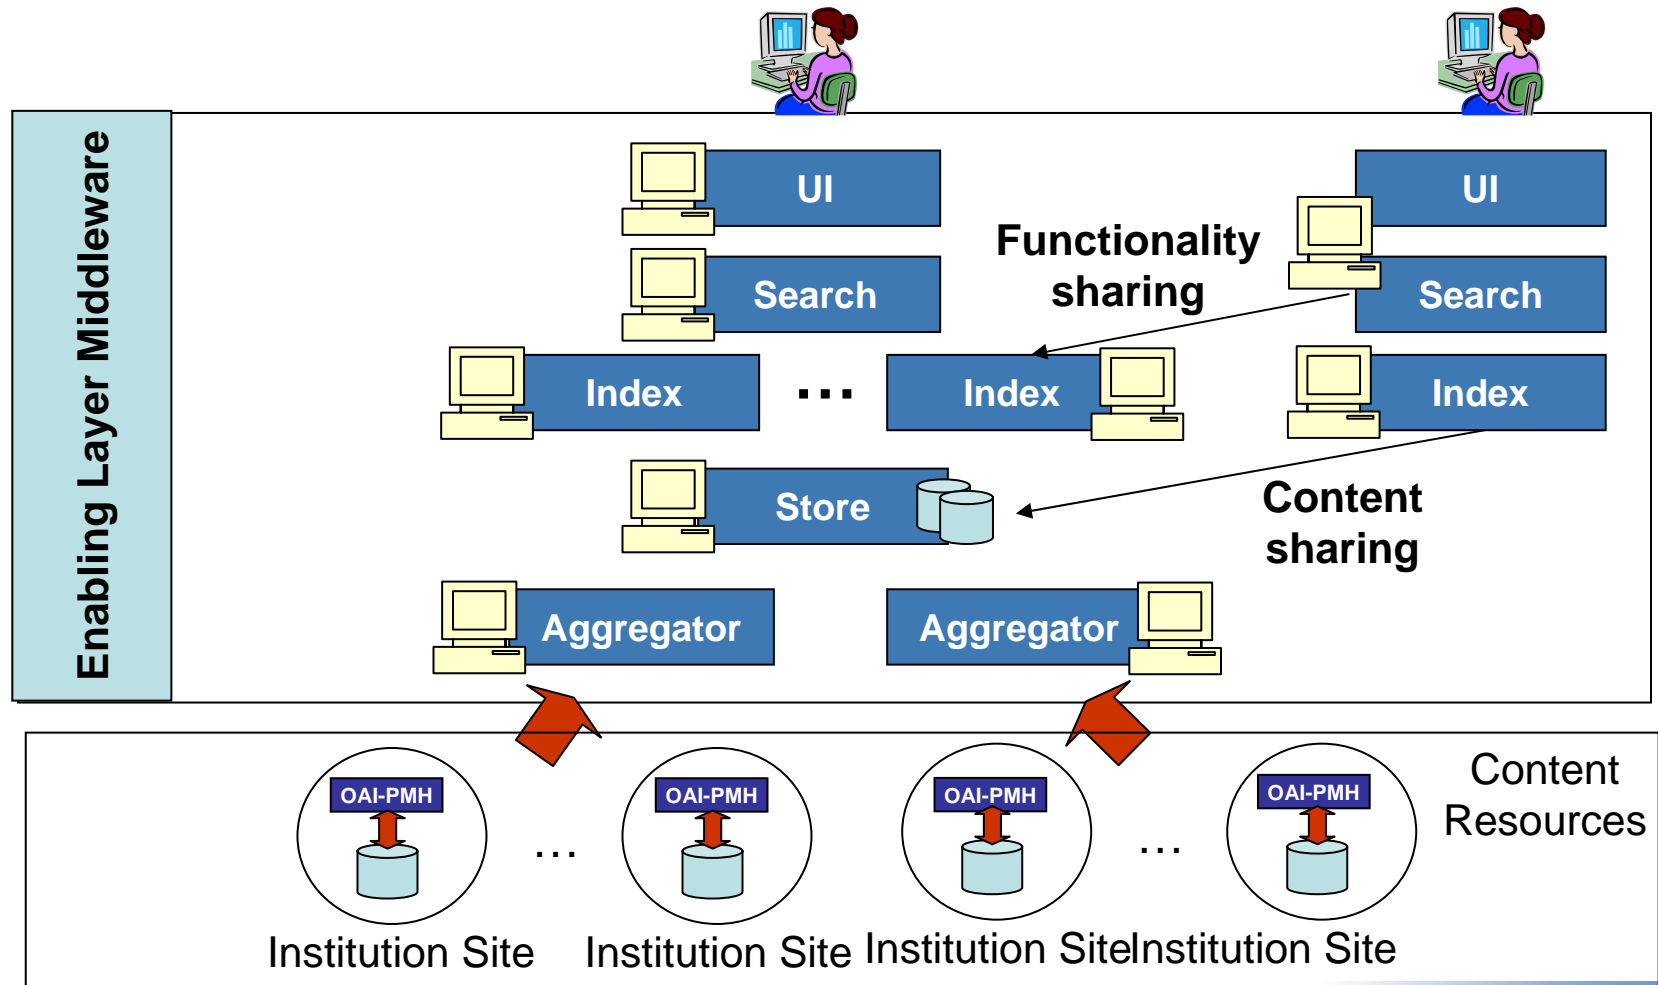 Enabling Layer Middleware
UI
UI
Functionality
sharing
Search
Search
Index
...
Index
Index
Store
Content
sharing
Aggregator
Aggregator
Content
Resources
OAI-PMH
OAI-PMH
OAI-PMH
OAI-PMH
...
...
Institution Site
Institution Site
Institution Site
Institution Site